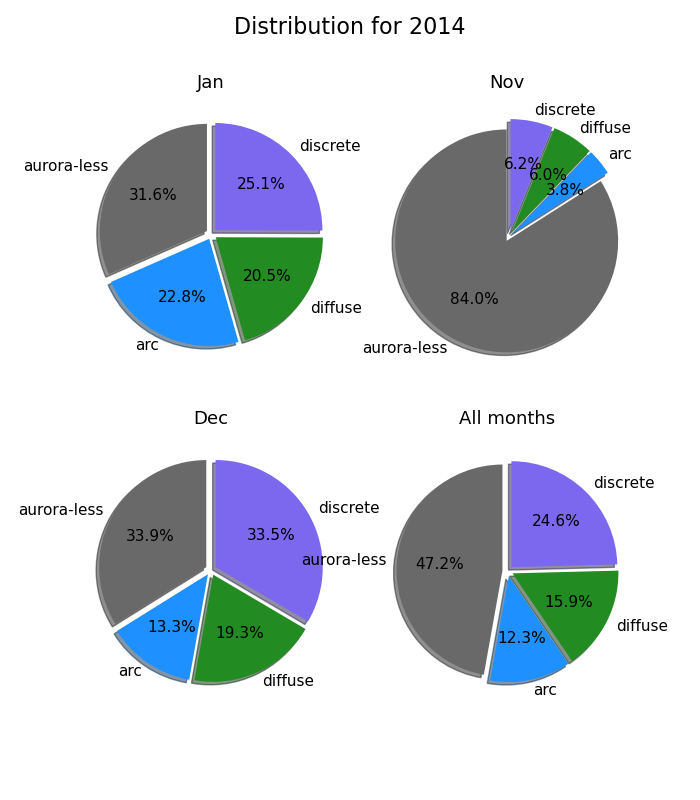 Distribution for 2014
Jan
discrete
aurora-less
25.1%
31.6%
20.5%
22.8%
diffuse
arc
Nov
discrete
diffuse
arc
6.2%
6.0%
3.8%
84.0%
aurora-less
Dec
discrete
aurora-less
33.5%
33.9%
13.3%
19.3%
arc
diffuse
All months
discrete
24.6%
aurora-less
47.2%
15.9%
diffuse
12.3%
arc